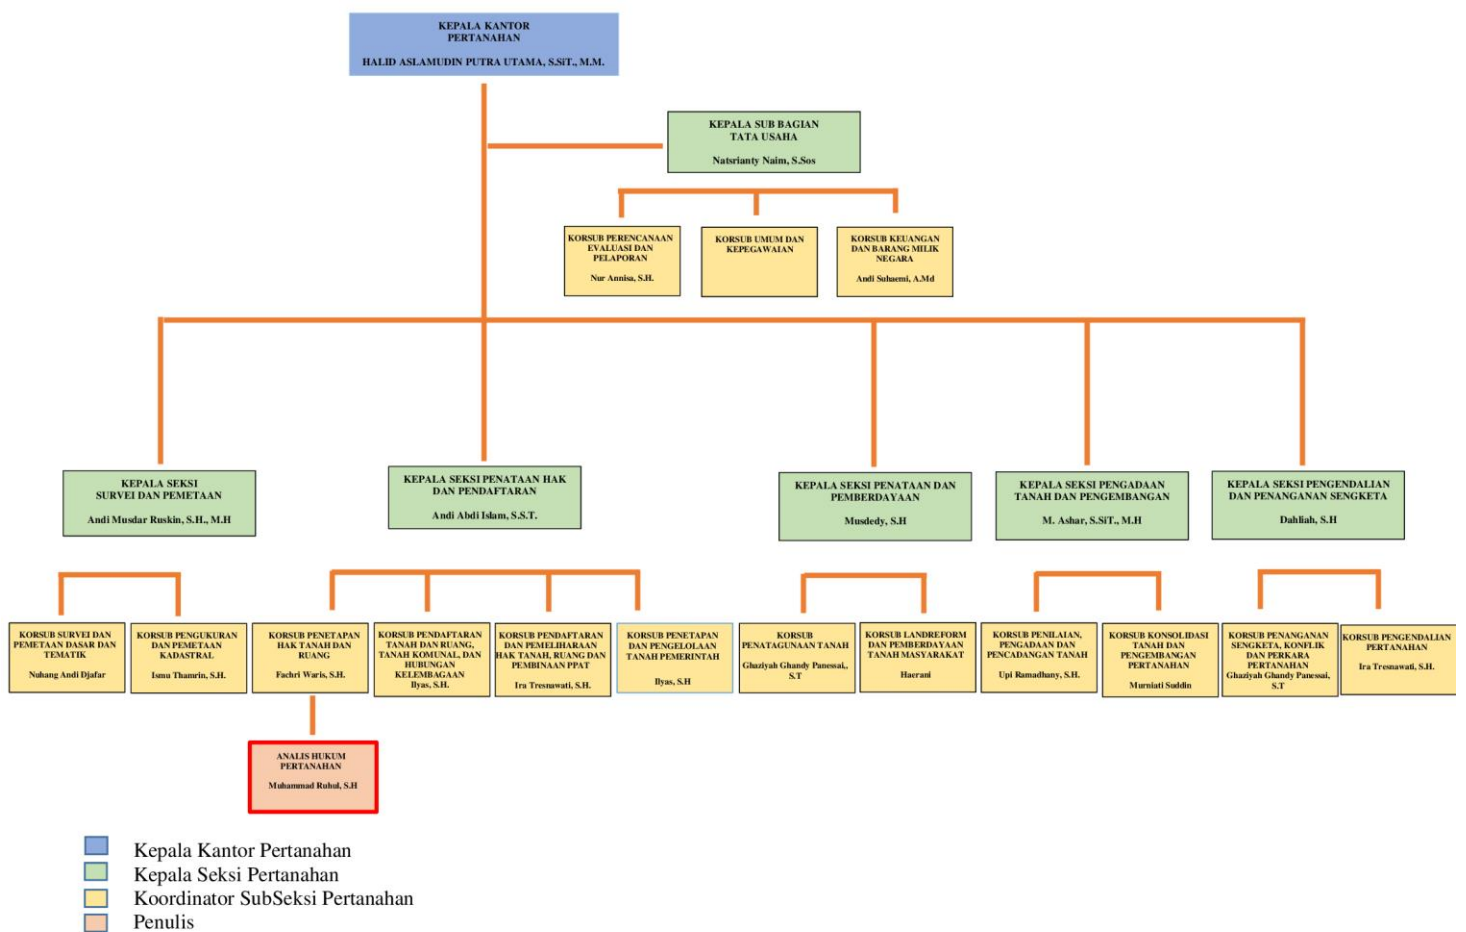 KEPALA KANTOR
PERTANAHAN
HALID ASLAMUDIN PUTRA UTAMA, S.SiT., M.M.
KEPALA SUB BAGIAN
TATA USAHA
Natsrianty Naim, S.Sos
KORSUB PERENCANAAN
EVALUASI DAN
PELAPORAN
Nur Annisa, S.H.
KORSUB UMUM DAN
KEPEGAWAIAN
KORSUB KEUANGAN
DAN BARANG MILIK
NEGARA
Andi Suhaemi, A.Md
KEPALA SEKSI
SURVEI DAN PEMETAAN
Andi Musdar Ruskin, S.H., M.H
KEPALA SEKSI PENATAAN HAK
DAN PENDAFTARAN
Andi Abdi Islam, S.S.T.
KEPALA SEKSI PENATAAN DAN
PEMBERDAYAAN
Musdedy, S.H
KEPALA SEKSI PENGADAAN
TANAH DAN PENGEMBANGAN
M. Ashar, S.SiT., M.H
KEPALA SEKSI PENGENDALIAN
DAN PENANGANAN SENGKETA
Dahliah, S.H
KORSUB SURVEI DAN
PEMETAAN DASAR DAN
TEMATIK
Nuhang Andi Djafar
KORSUB PENGUKURAN
DAN PEMETAAN
KADASTRAL
Ismu Thamrin, S.H.
KORSUB PENETAPAN
HAK TANAH DAN
RUANG
Fachri Waris, S.H.
KORSUB PENDAFTARAN
TANAH DAN RUANG,
TANAH KOMUNAL, DAN
HUBUNGAN
KELEMBAGAAN
Ilyas, S.H.
KORSUB PENDAFTARAN
DAN PEMELIHARAAN
HAK TANAH, RUANG DAN
PEMBINAAN PPAT
Ira Tresnawati, S.H.
KORSUB PENETAPAN
DAN PENGELOLAAN
TANAH PEMERINTAH
Ilyas, S.H
KORSUB
PENATAGUNAAN TANAH
Ghaziyah Ghandy Panessai,,
S.T
KORSUB LANDREFORM
DAN PEMBERDAYAAN
TANAH MASYARAKAT
Haerani
KORSUB PENILAIAN,
PENGADAAN DAN
PENCADANGAN TANAH
Upi Ramadhany, S.H.
KORSUB KONSOLIDASI
TANAH DAN
PENGEMBANGAN
PERTANAHAN
Murniati Suddin
KORSUB PENANGANAN
SENGKETA, KONFLIK
DAN PERKARA
PERTANAHAN
Ghaziyah Ghandy Panessai,
S.T
KORSUB PENGENDALIAN
PERTANAHAN
Ira Tresnawati, S.H.
ANALIS HUKUM
PERTANAHAN
Muhammad Ruhul, S.H
Kepala Kantor Pertanahan
Kepala Seksi Pertanahan
Koordinator SubSeksi Pertanahan
Penulis